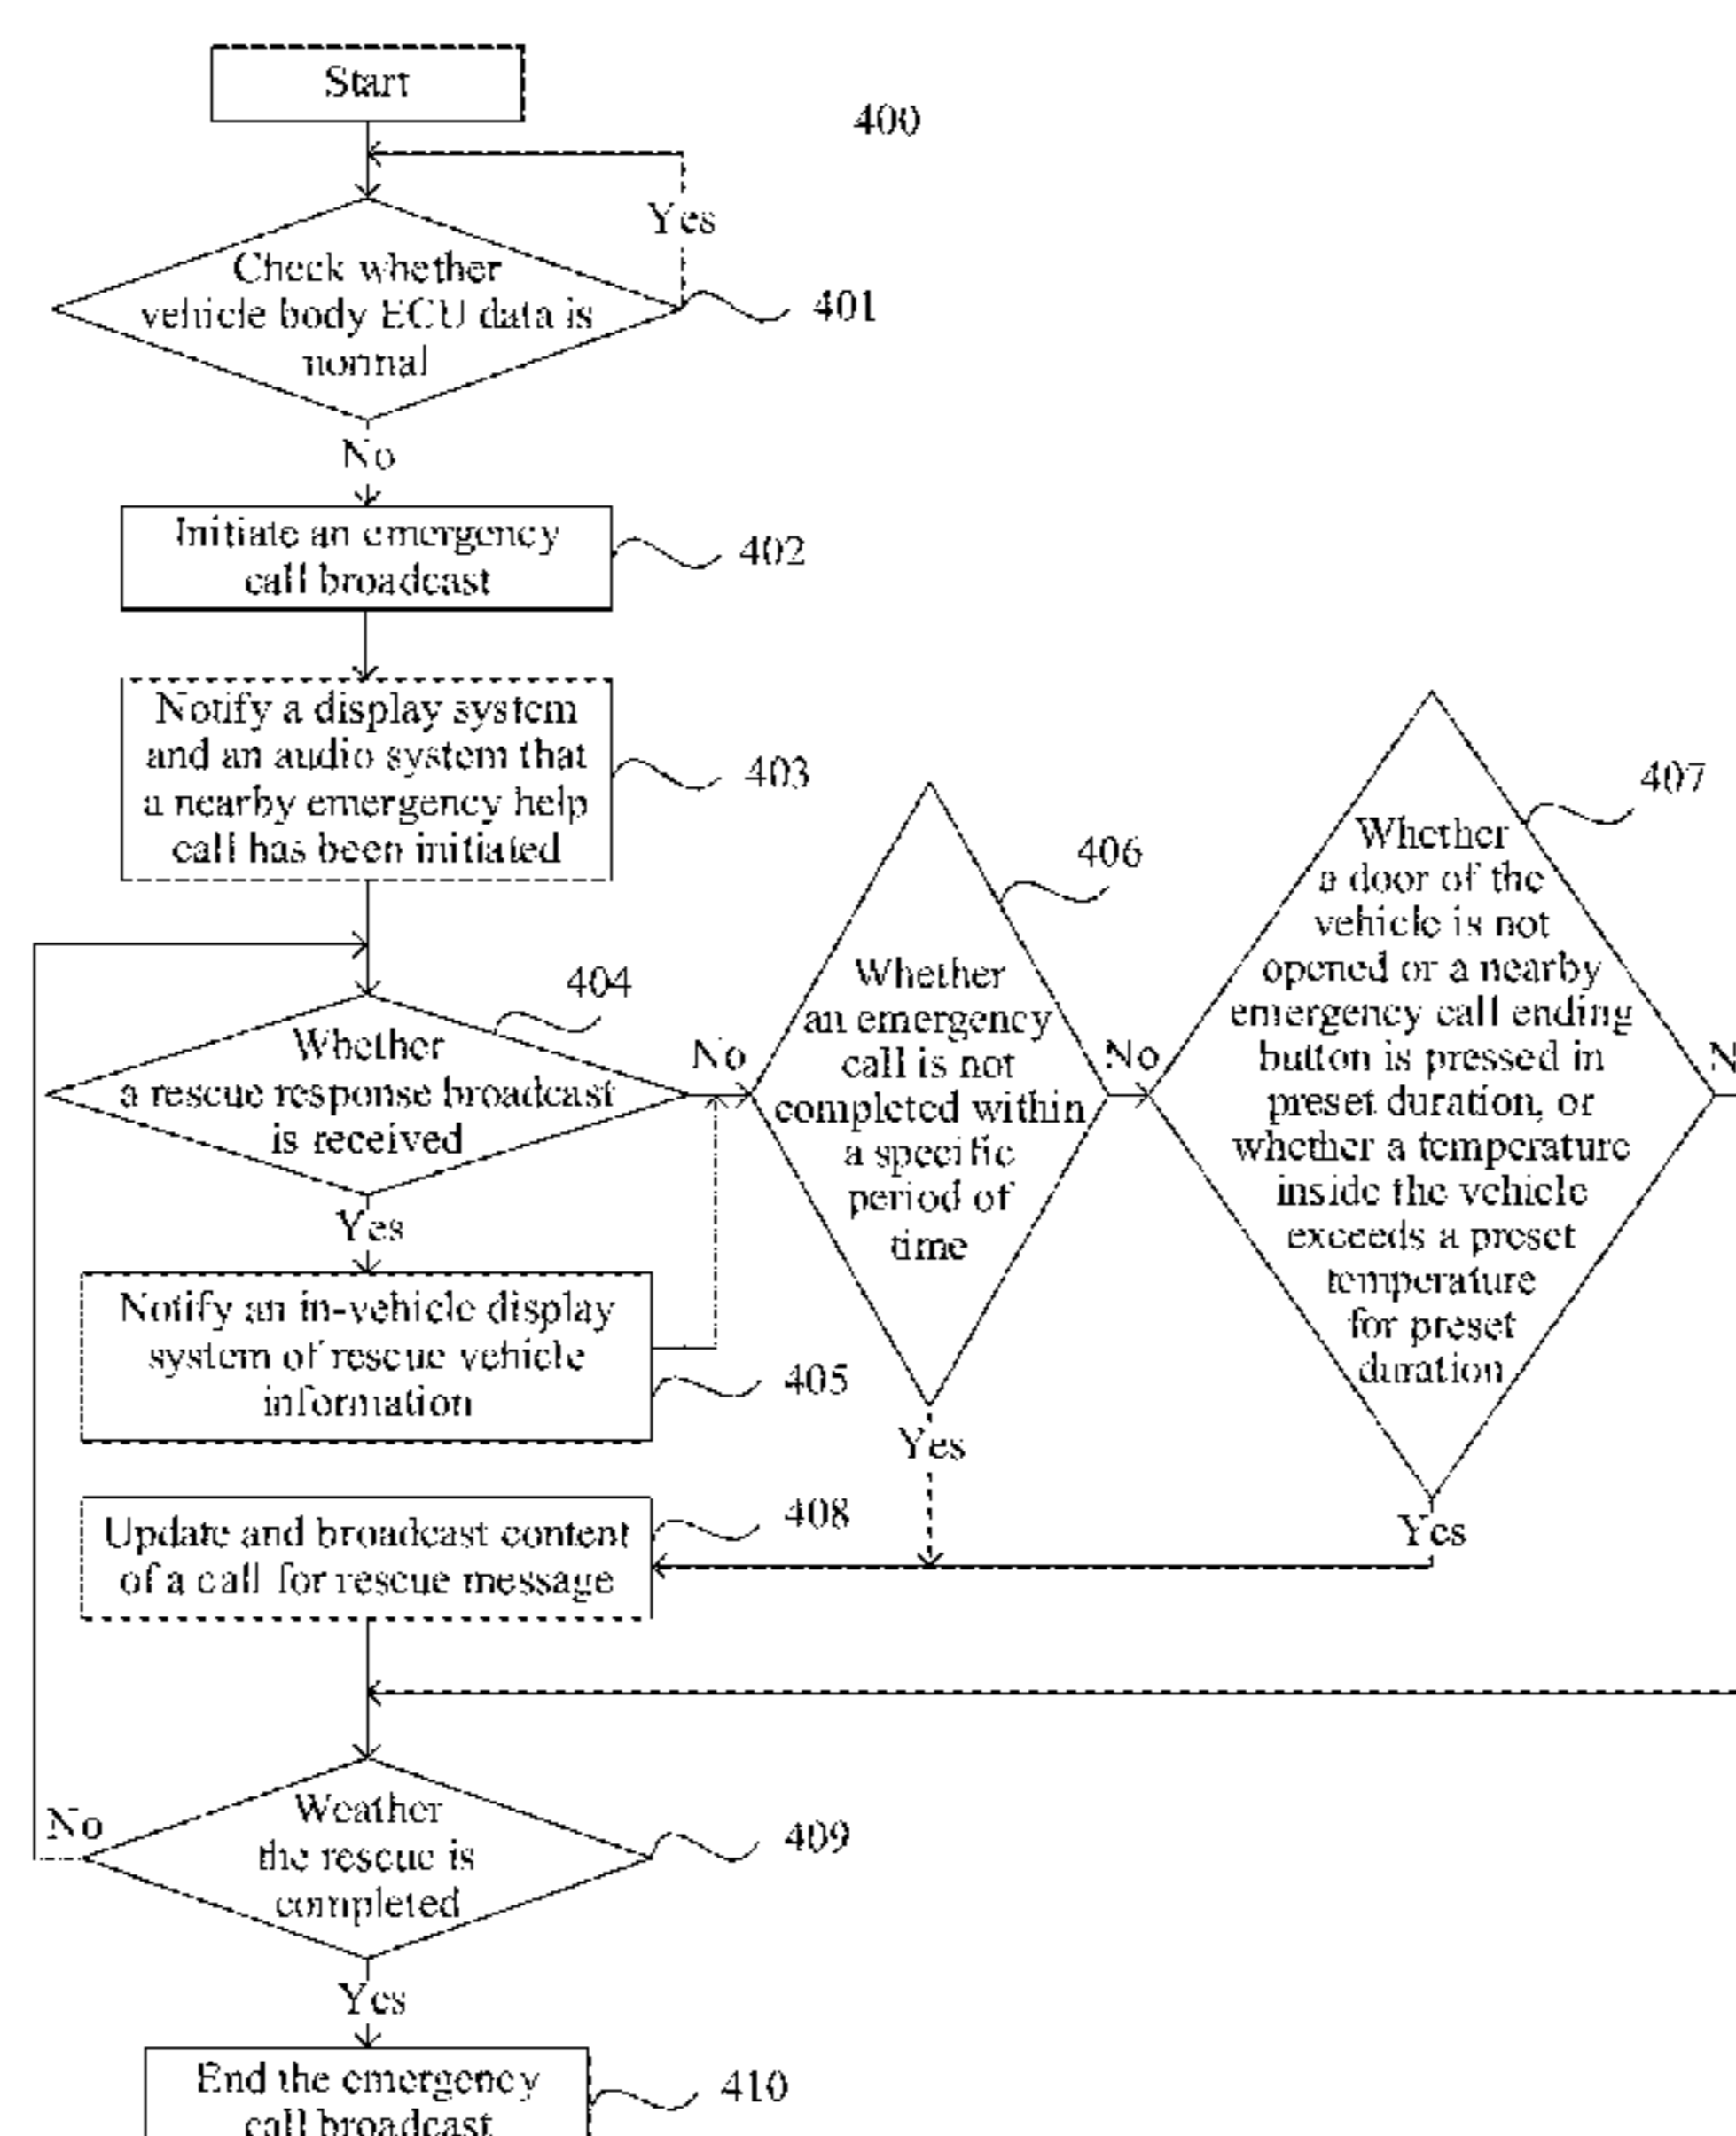 Start
400
Yes
Check whether
vehicle body ECU data is
normal
401
No
Initiate an emergency
call broadcast
402
Notify a display system
and an audio system that
a nearby emergency help
call has been initiated
403
404
Whether
a rescue response broadcast
is received
No
Yes
Notify an in-vehicle display
system of rescue vehicle
information
405
406
Whether
an emergency
call is not
completed within
a specific
period of
time
No
Yes
407
Whether
a door of the
vehicle is not
opened or a nearby
emergency call ending
button is pressed in
preset duration, or
whether a temperature
inside the vehicle
exceeds a preset
temperature
for preset
duration
Yes
Update and broadcast content
of a call for rescue message
408
Weather
the rescue is
completed
409
No
Yes
End the emergency
call broadcast
410